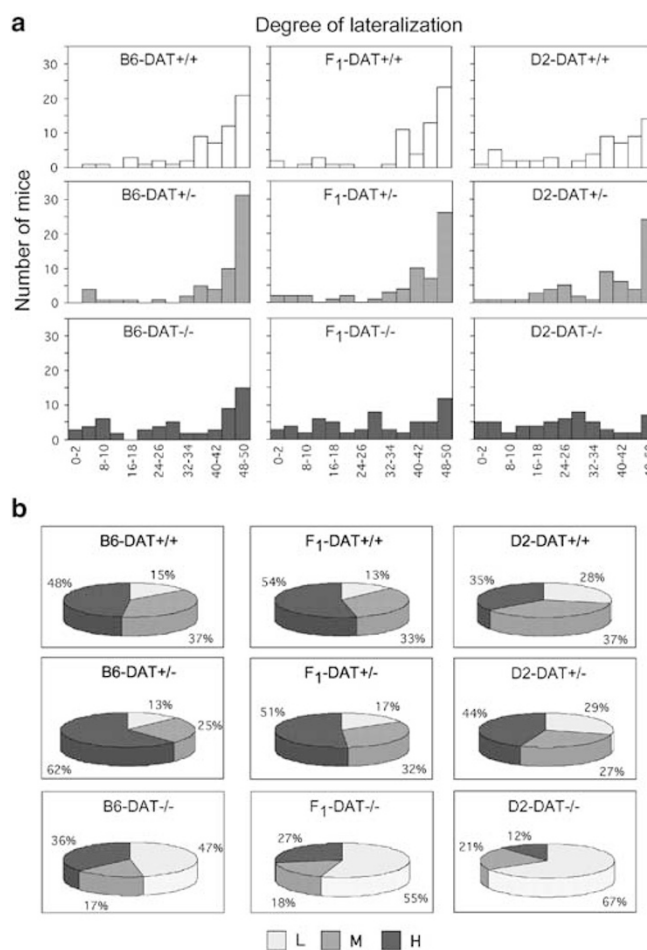 a
Degree of lateralization
B6-DAT+/+
F1-DAT+/+
D2-DAT+/+
30
20
10
0
B6-DAT+/-
F1-DAT+/-
D2-DAT+/-
30
20
10
0
B6-DAT-/-
F1-DAT-/-
D2-DAT-/-
30
20
10
0
Number of mice
0-2 8-10 16-18 24-26 32-34 40-42 48-50
0-2 8-10 16-18 24-26 32-34 40-42 48-50
0-2 8-10 16-18 24-26 32-34 40-42 48-50
b
B6-DAT+/+
48% 15%
37%
F1-DAT+/+
54% 13%
33%
D2-DAT+/+
35% 28%
37%
B6-DAT+/-
13%
25%
62%
F1-DAT+/-
51% 17%
32%
D2-DAT+/-
44% 29%
27%
B6-DAT-/-
36% 47%
17%
F1-DAT-/-
27%
18% 55%
D2-DAT-/-
21% 12%
67%
L M H